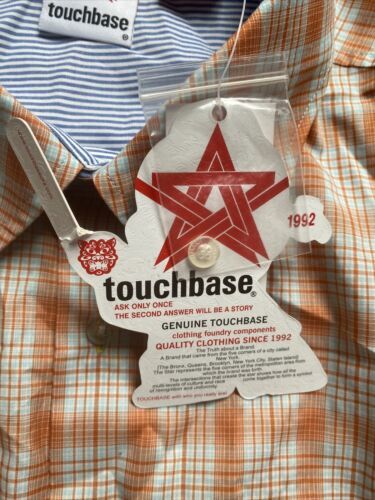 touchbase
®
touchbase®
1992
ASK ONLY ONCE
THE SECOND ANSWER WILL BE A STORY
GENUINE TOUCHBASE
clothing foundry components
QUALITY CLOTHING SINCE 1992
The Truth about a Brand
A Brand that came from the five corners of a city called
New York.
(The Bronx, Queens, Brooklyn, New York City, Staten Island)
The Star represents the five corners of the metropolitan area from
which the brand was birth.
The intersections that create the star shows how all the
multi-levels of culture and race come together to form a symbol
of recognition and uniformity.
TOUCHBASE with who you really are!